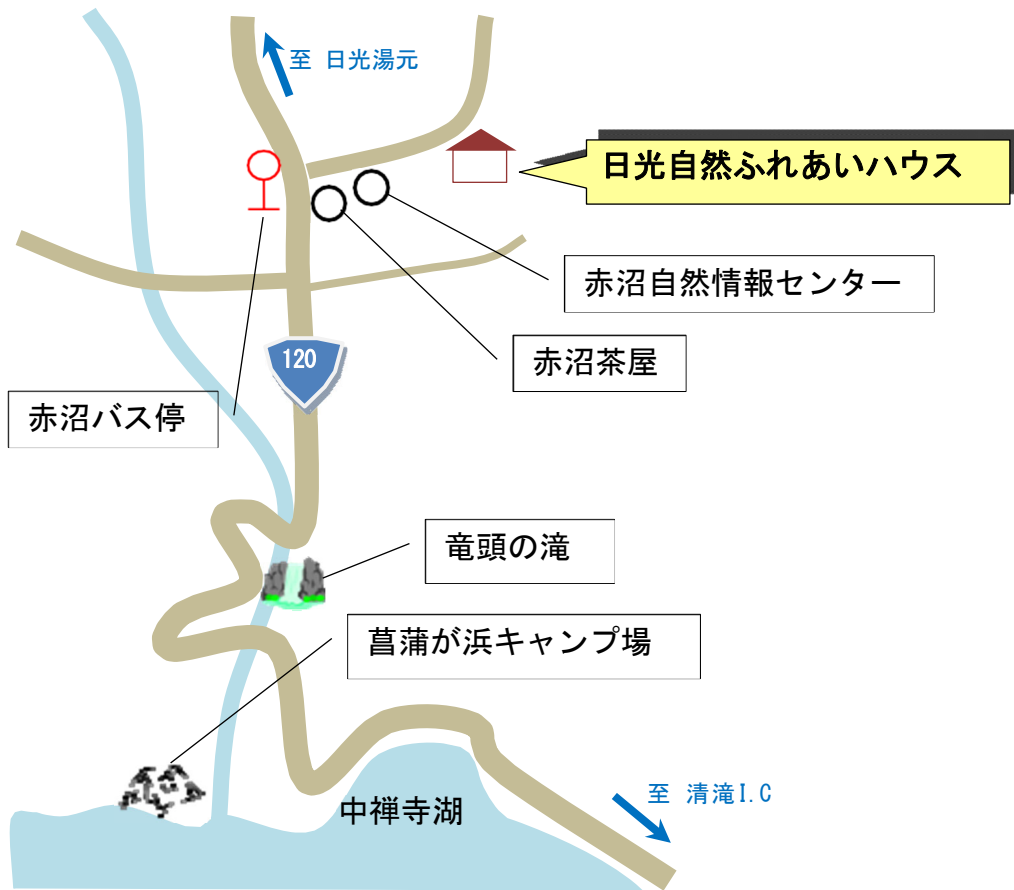 至 日光湯元
日光自然ふれあいハウス
赤沼自然情報センター
赤沼茶屋
120
赤沼バス停
竜頭の滝
菖蒲が浜キャンプ場
至 清滝I.C
中禅寺湖